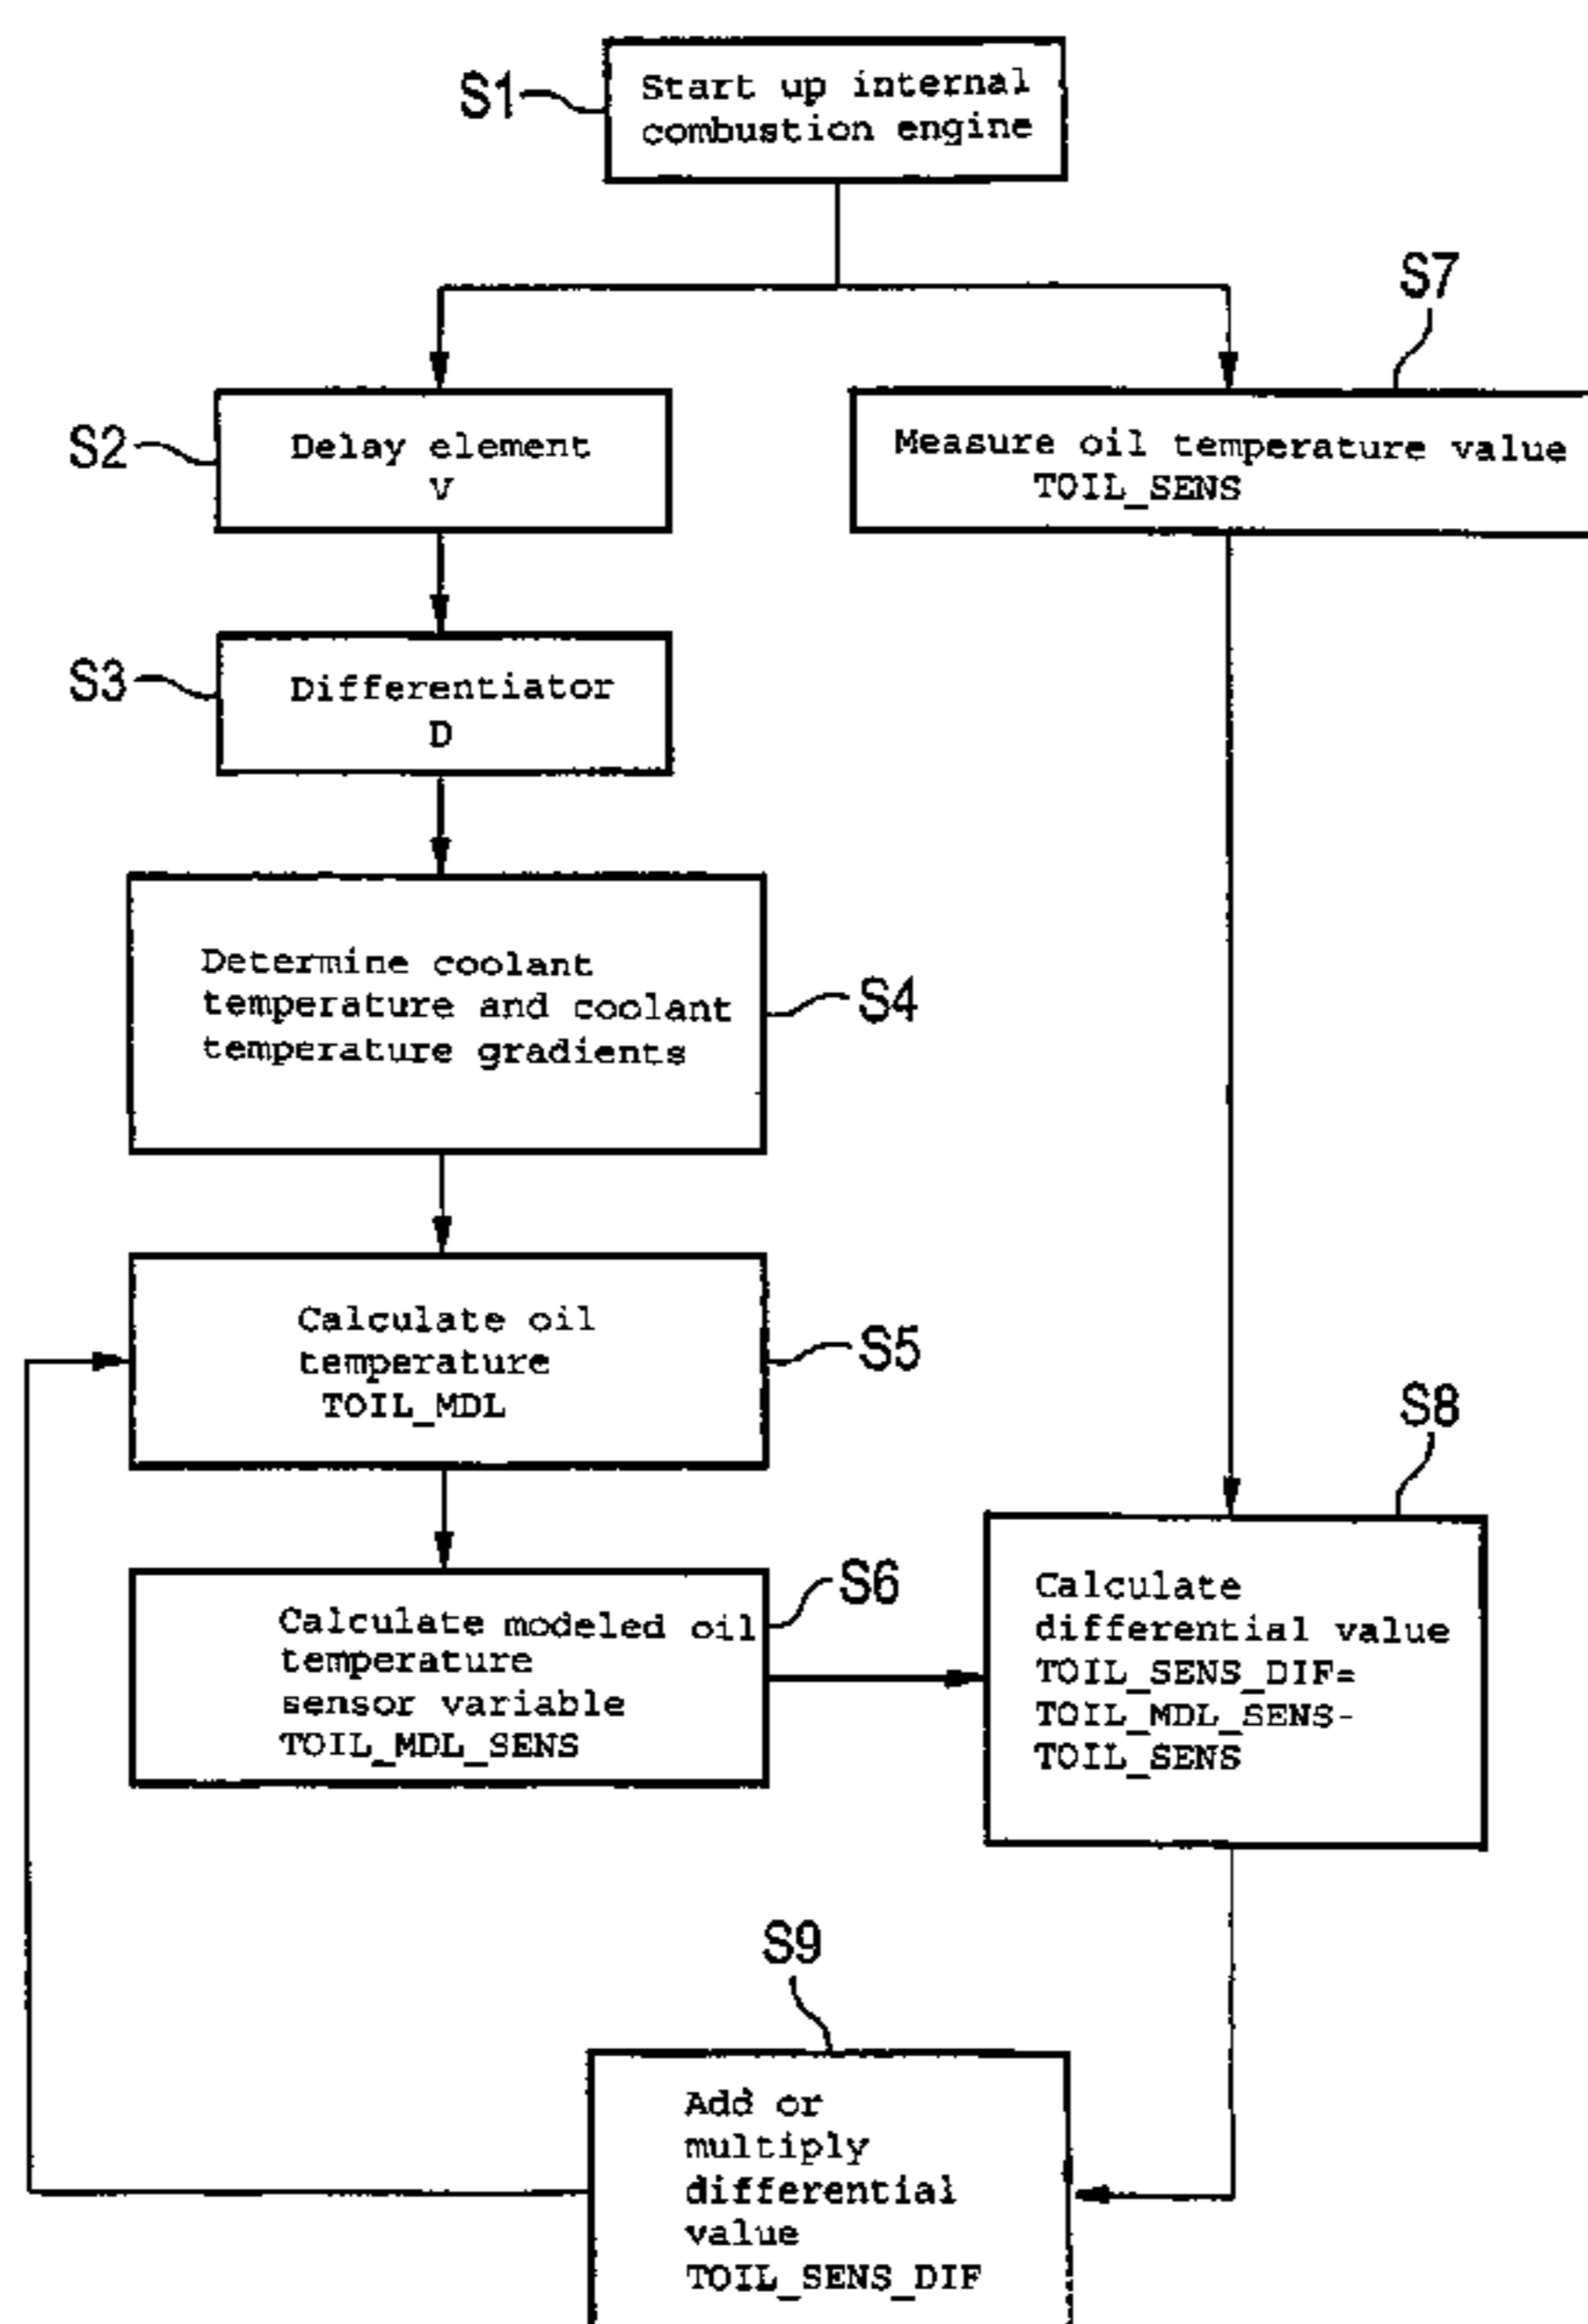 S1
Start up internal
combustion engine
S7
S2
Delay element
V
Measure oil temperature value
TOIL_SENS
S3
Differentiator
D
Determine coolant
temperature and coolant
temperature gradients
S4
Calculate oil
temperature
TOIL_MDL
S5
S8
Calculate modeled oil
temperature
sensor variable
TOIL_MDL_SENS
S6
Calculate
differential value
TOIL_SENS_DIF=
TOIL_MDL_SENS-
TOIL_SENS
S9
Add or
multiply
differential
value
TOIL_SENS_DIF